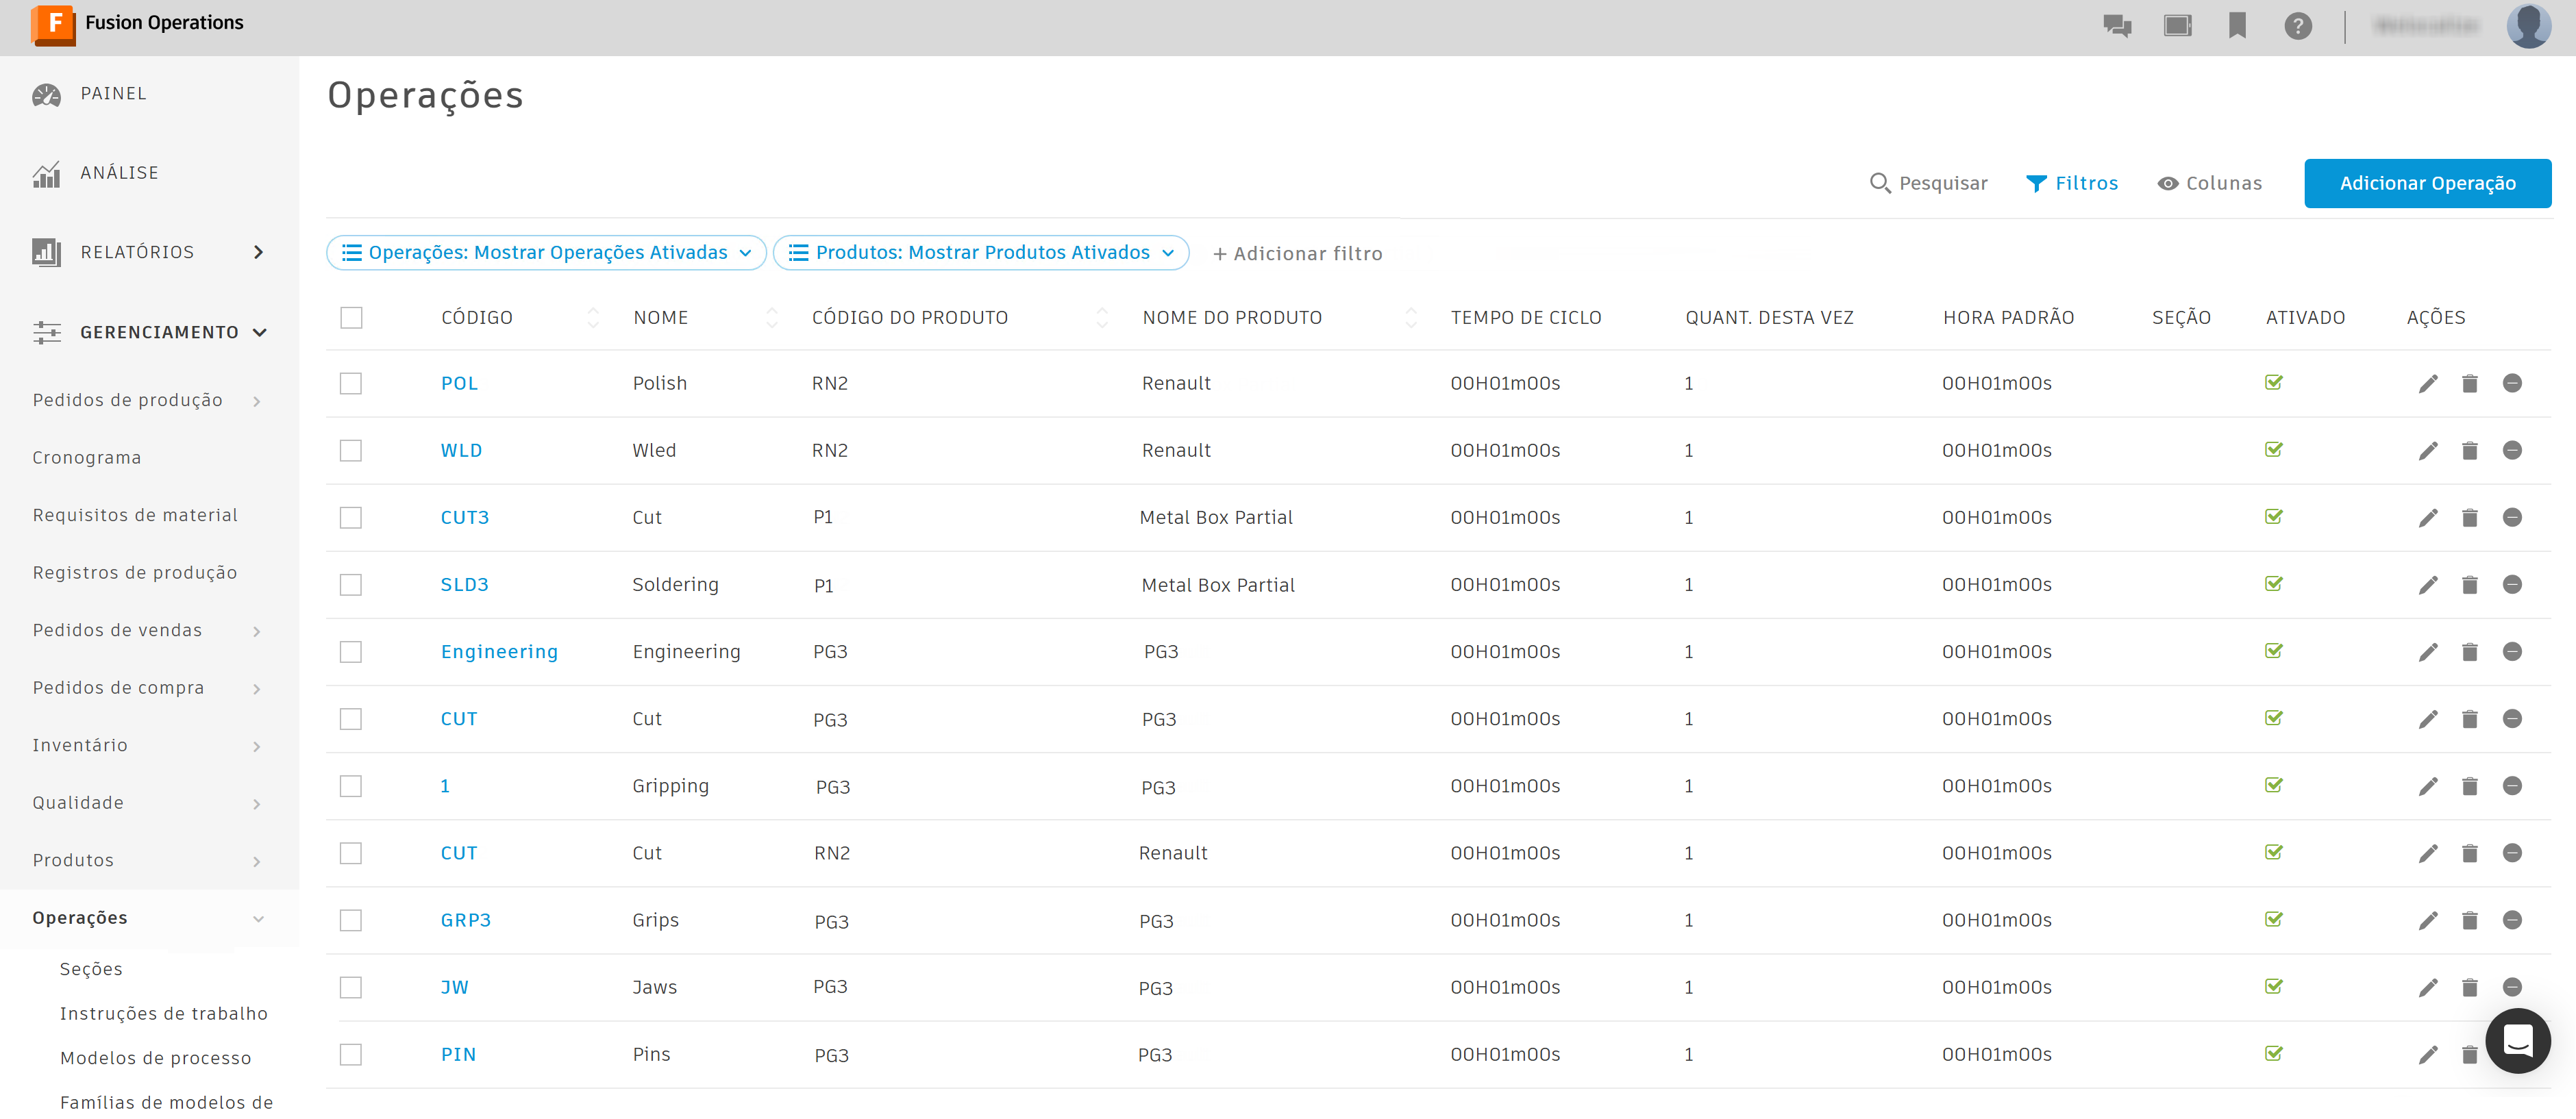 F Fusion Operations
PAINEL
ANÁLISE
RELATÓRIOS
GERENCIAMENTO
Pedidos de produção
Cronograma
Requisitos de material
Registros de produção
Pedidos de vendas
Pedidos de compra
Inventário
Qualidade
Produtos
Operações
Seções
Instruções de trabalho
Modelos de processo
Famílias de modelos de
Operações
Pesquisar Filtros Colunas Adicionar Operação
Operações: Mostrar Operações Ativadas Produtos: Mostrar Produtos Ativados + Adicionar filtro
CÓDIGO NOME CÓDIGO DO PRODUTO NOME DO PRODUTO TEMPO DE CICLO QUANT. DESTA VEZ HORA PADRÃO SEÇÃO ATIVADO AÇÕES
POL Polish RN2 Renault 00H01m00s 1 00H01m00s
WLD Wled RN2 Renault 00H01m00s 1 00H01m00s
CUT3 Cut P1 Metal Box Partial 00H01m00s 1 00H01m00s
SLD3 Soldering P1 Metal Box Partial 00H01m00s 1 00H01m00s
Engineering Engineering PG3 PG3 00H01m00s 1 00H01m00s
CUT Cut PG3 PG3 00H01m00s 1 00H01m00s
1 Gripping PG3 PG3 00H01m00s 1 00H01m00s
CUT Cut RN2 Renault 00H01m00s 1 00H01m00s
GRP3 Grips PG3 PG3 00H01m00s 1 00H01m00s
JW Jaws PG3 PG3 00H01m00s 1 00H01m00s
PIN Pins PG3 PG3 00H01m00s 1 00H01m00s